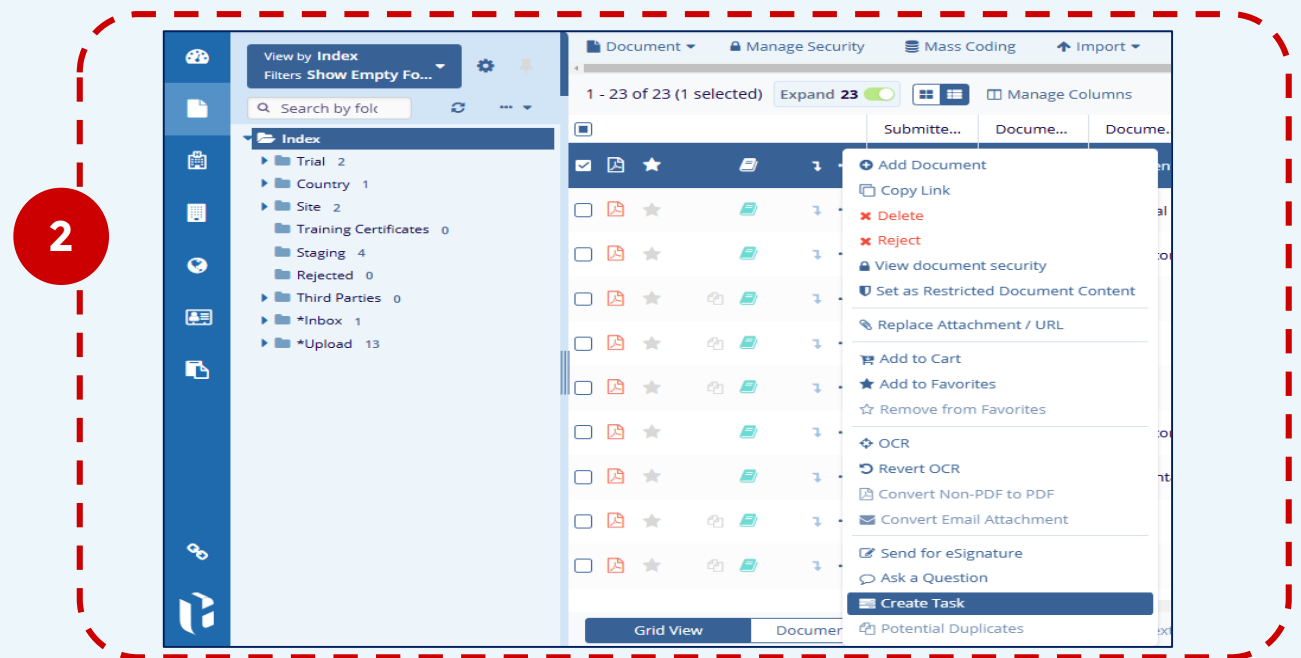 2
View by Index
Filters Show Empty Fo...
Search by folc
Index
Trial 2
Country 1
Site 2
Training Certificates 0
Staging 4
Rejected 0
Third Parties 0
*Inbox 1
*Upload 13
Document
Manage Security
Mass Coding
Import
1 - 23 of 23 (1 selected)
Expand 23
Manage Columns
Submitte...
Docume...
Docume..
Add Document
Copy Link
Delete
Reject
View document security
Set as Restricted Document Content
Replace Attachment / URL
Add to Cart
Add to Favorites
Remove from Favorites
OCR
Revert OCR
Convert Non-PDF to PDF
Convert Email Attachment
Send for eSignature
Ask a Question
Create Task
Potential Duplicates
Grid View
Documen